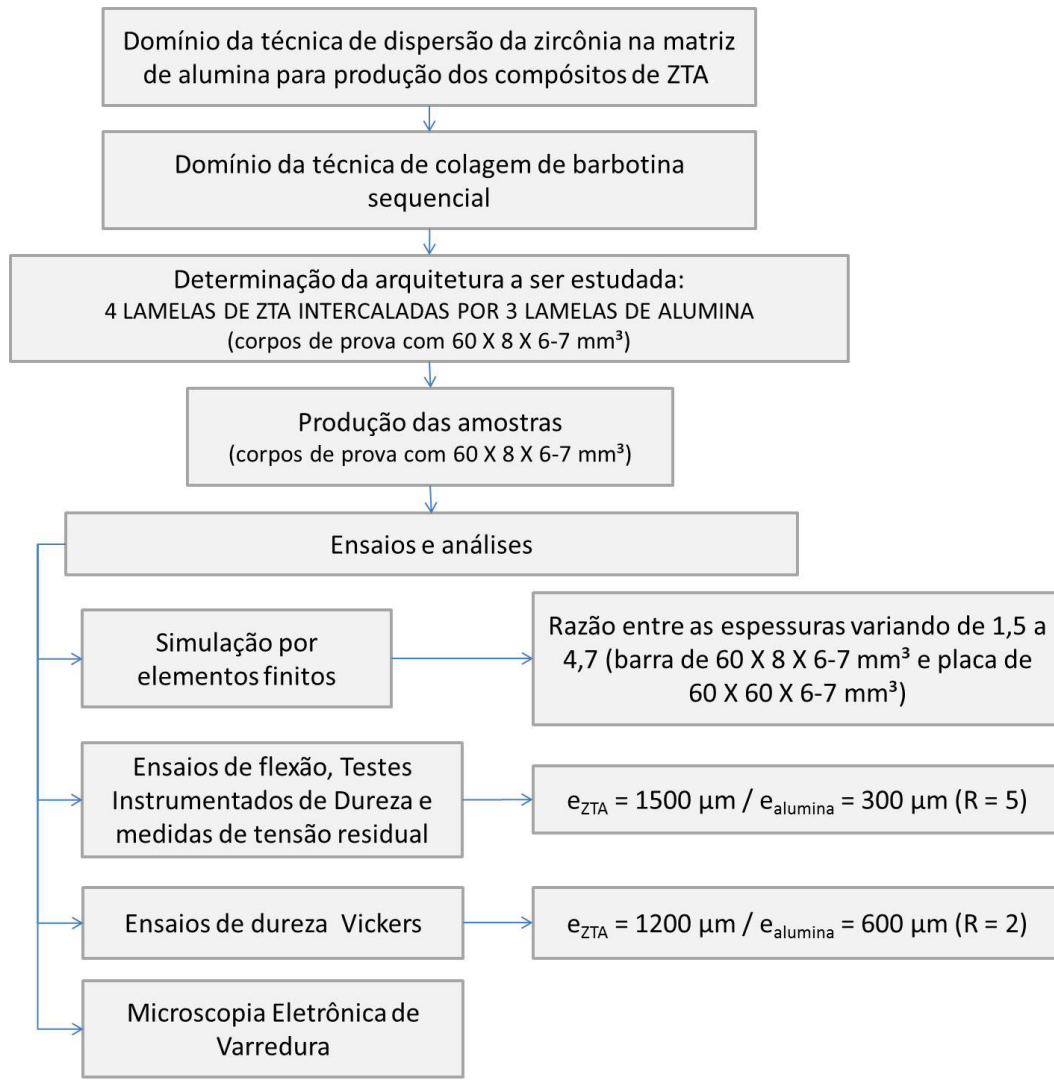 Domínio da técnica de dispersão da zircônia na matriz
de alumina para produção dos compósitos de ZTA
Domínio da técnica de colagem de barbotina
sequencial
Determinação da arquitetura a ser estudada:
4 LAMELAS DE ZTA INTERCALADAS POR 3 LAMELAS DE ALUMINA
(corpos de prova com 60 X 8 X 6-7 mm³)
Produção das amostras
(corpos de prova com 60 X 8 X 6-7 mm³)
Ensaios e análises
Simulação por
elementos finitos
Razão entre as espessuras variando de 1,5 a
4,7 (barra de 60 X 8 X 6-7 mm³ e placa de
60 X 60 X 6-7 mm³)
Ensaios de flexão, Testes
Instrumentados de Dureza e
medidas de tensão residual
eZTA = 1500 µm / ealumina = 300 µm (R = 5)
Ensaios de dureza Vickers
eZTA = 1200 µm / ealumina = 600 µm (R = 2)
Microscopia Eletrônica de
Varredura